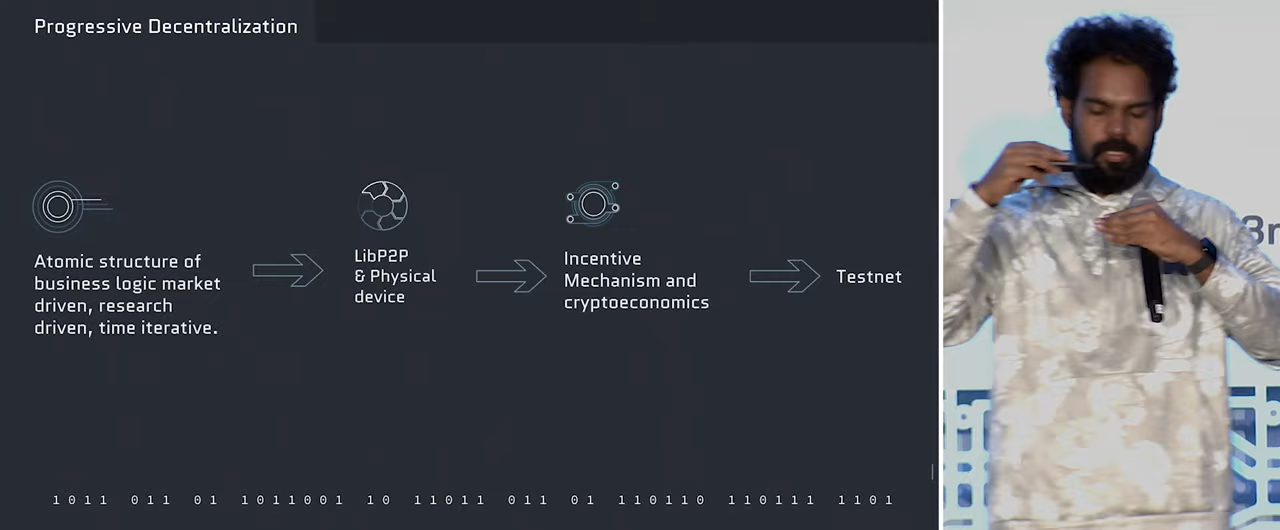 Progressive Decentralization
Atomic structure of
business logic market
driven, research
driven, time iterative.
LibP2P
& Physical
device
Incentive
Mechanism and
cryptoeconomics
Testnet
1011 011 01 1011001 10 11011 011 01 110110 110111 1101